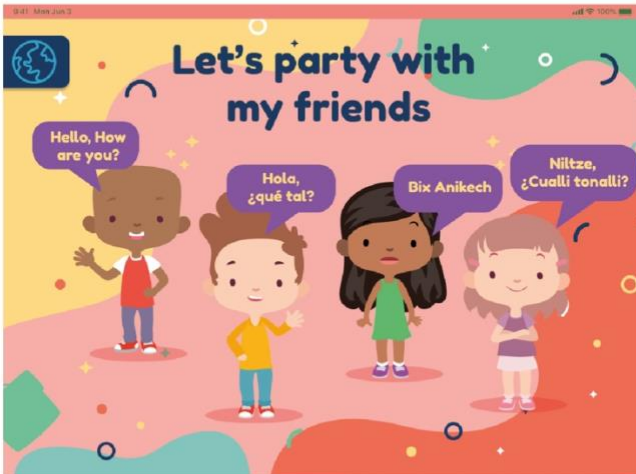 9:41 Mon Jun 3
100%
Let's party with
my friends
Hello, How
are you?
Hola,
¿qué tal?
Bix Anikech
Niltze,
¿Cualli tonalli?